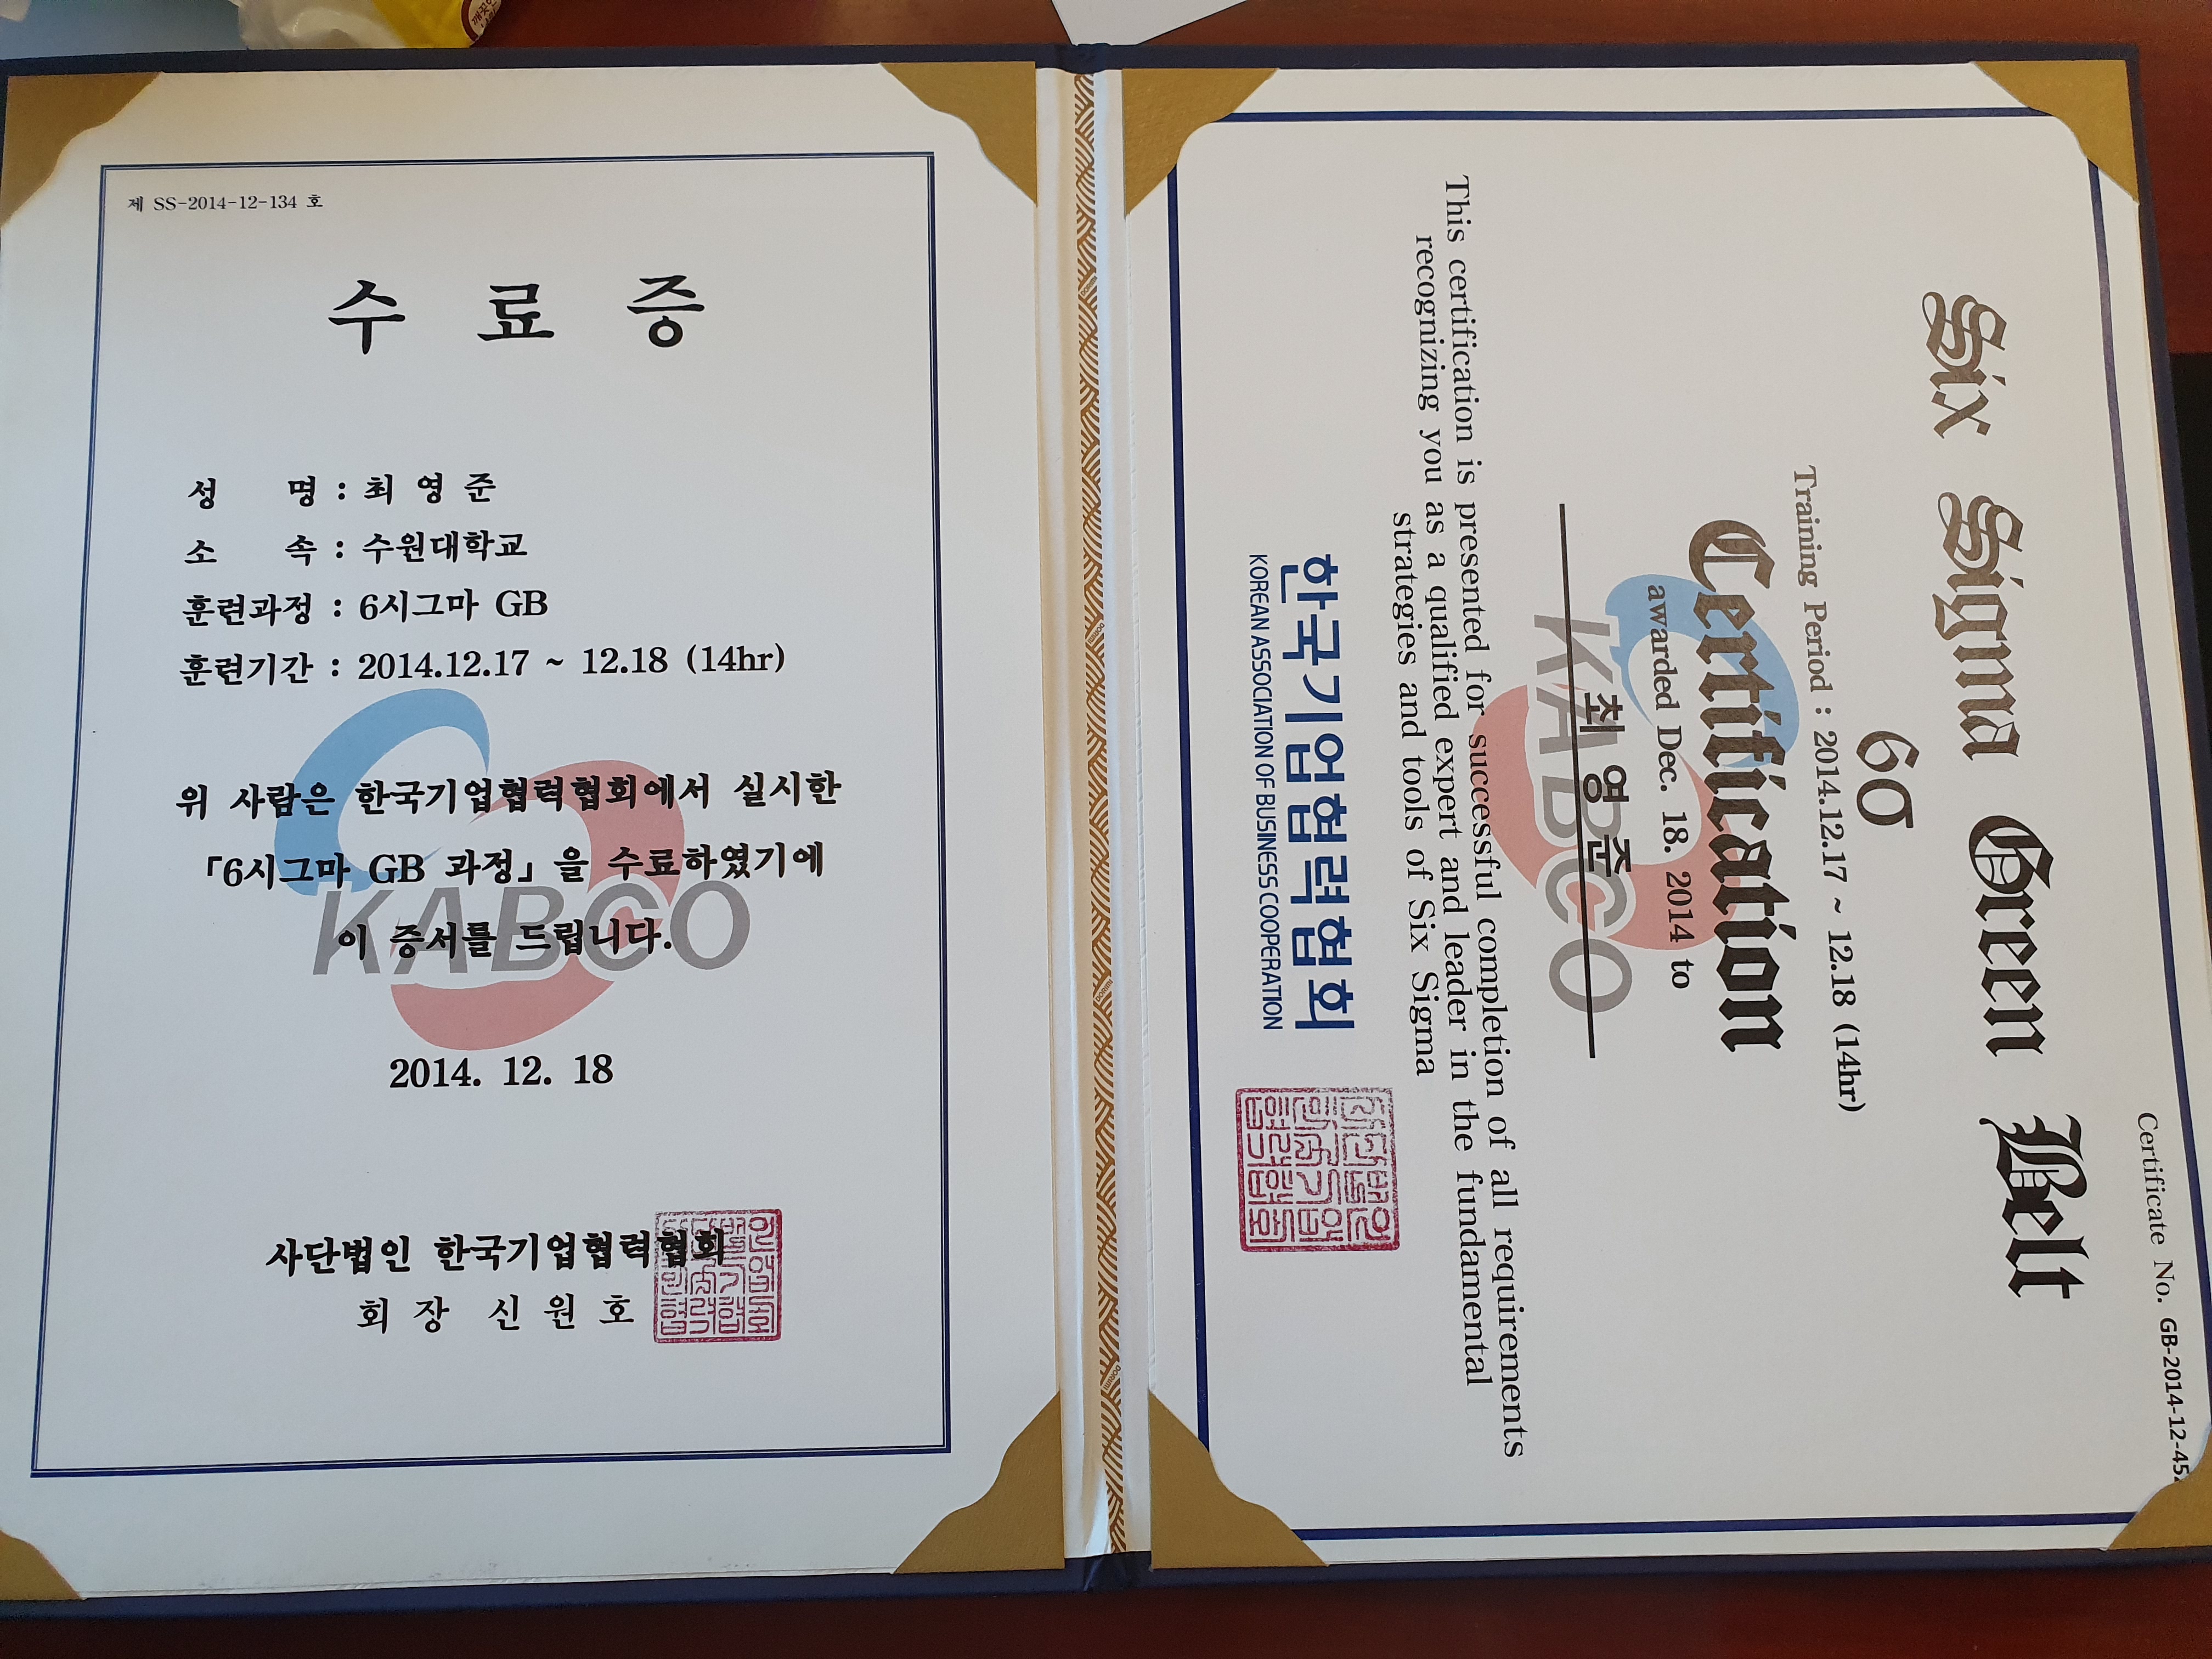 제 SS-2014-12-134 호
수 료 증
성 명 : 최 영 준
소 속 : 수원대학교
훈련과정 : 6시그마 GB
훈련기간 : 2014.12.17 ~ 12.18 (14hr)
위 사람은 한국기업협력협회에서 실시한
「6시그마 GB 과정」을 수료하였기에
이 증서를 드립니다.
KABCO
2014. 12. 18
사단법인 한국기업협력협회
회 장 신 원 호
Certificate No. GB-2014-12-45
Six Sigma Green Belt
6σ
Training Period : 2014.12.17 ~ 12.18 (14hr)
Certification
awarded Dec. 18. 2014 to
최 영 준
KABCO
This certification is presented for successful completion of all requirements
recognizing you as a qualified expert and leader in the fundamental
strategies and tools of Six Sigma
한국기업협력협회
KOREAN ASSOCIATION OF BUSINESS COOPERATION